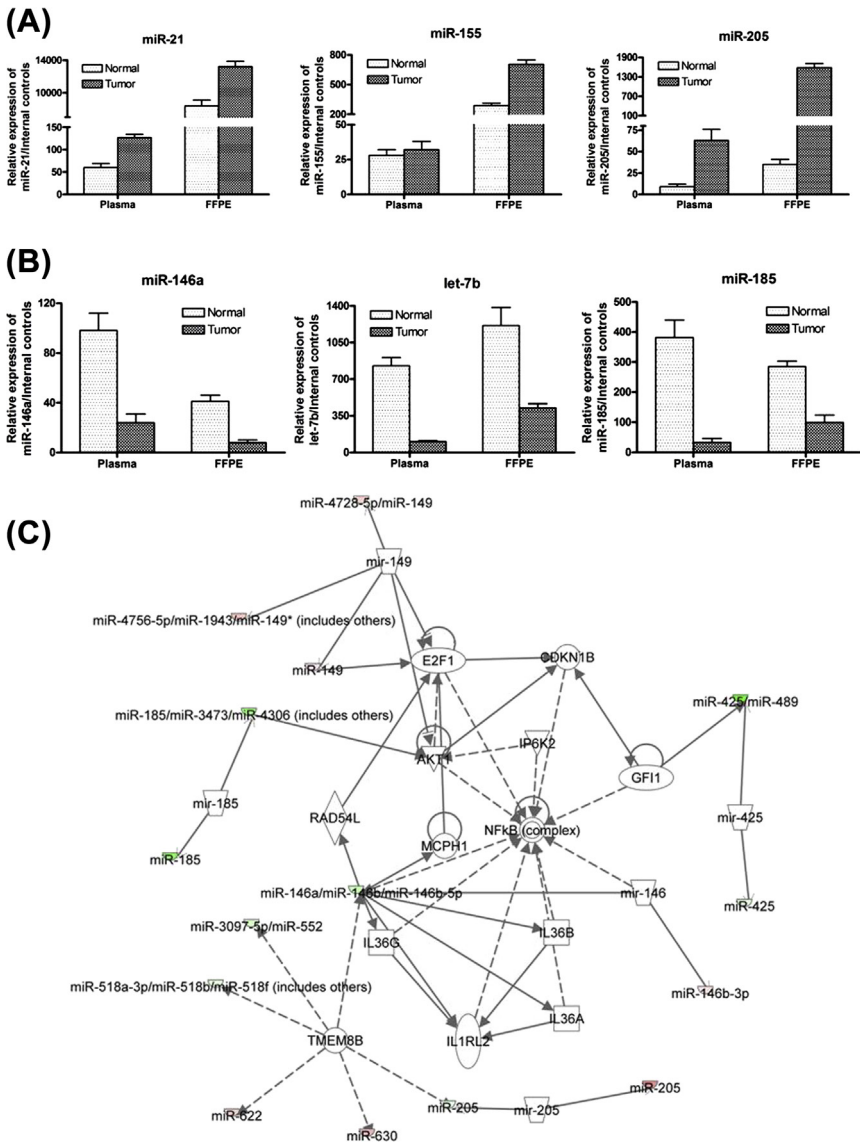 (A)
miR-21
Relative expression of
miR-21/Internal controls
14000
10000
150
100
50
0
Normal
Tumor
Plasma
FFPE
miR-155
Relative expression of
miR-155/Internal controls
800
500
200
50
25
0
Normal
Tumor
Plasma
FFPE
miR-205
Relative expression of
miR-205/Internal controls
1900
1300
700
100
75
50
25
0
Normal
Tumor
Plasma
FFPE
(B)
miR-146a
Relative expression of
miR-146a/Internal controls
120
80
40
0
Normal
Tumor
Plasma
FFPE
let-7b
Relative expression of
let-7b/Internal controls
1400
1050
700
350
0
Normal
Tumor
Plasma
FFPE
miR-185
Relative expression of
miR-185/Internal controls
500
400
300
200
100
0
Normal
Tumor
Plasma
FFPE
(C)
miR-4728-5p/miR-149
mir-149
miR-4756-5p/miR-1943/miR-149* (includes others)
miR-149
E2F1
CDKN1B
miR-185/miR-3473/miR-4306 (includes others)
miR-425/miR-489
AKT1
IP6K2
GFI1
mir-185
RAD54L
MCPH1
NFkB (complex)
mir-425
miR-185
miR-146a/miR-146b/miR-146b-5p
mir-146
miR-425
miR-3097-5p/miR-552
IL36G
IL36B
miR-518a-3p/miR-518b/miR-518f (includes others)
miR-146b-3p
TMEM8B
IL1RL2
IL36A
miR-622
miR-205
mir-205
miR-205
miR-630